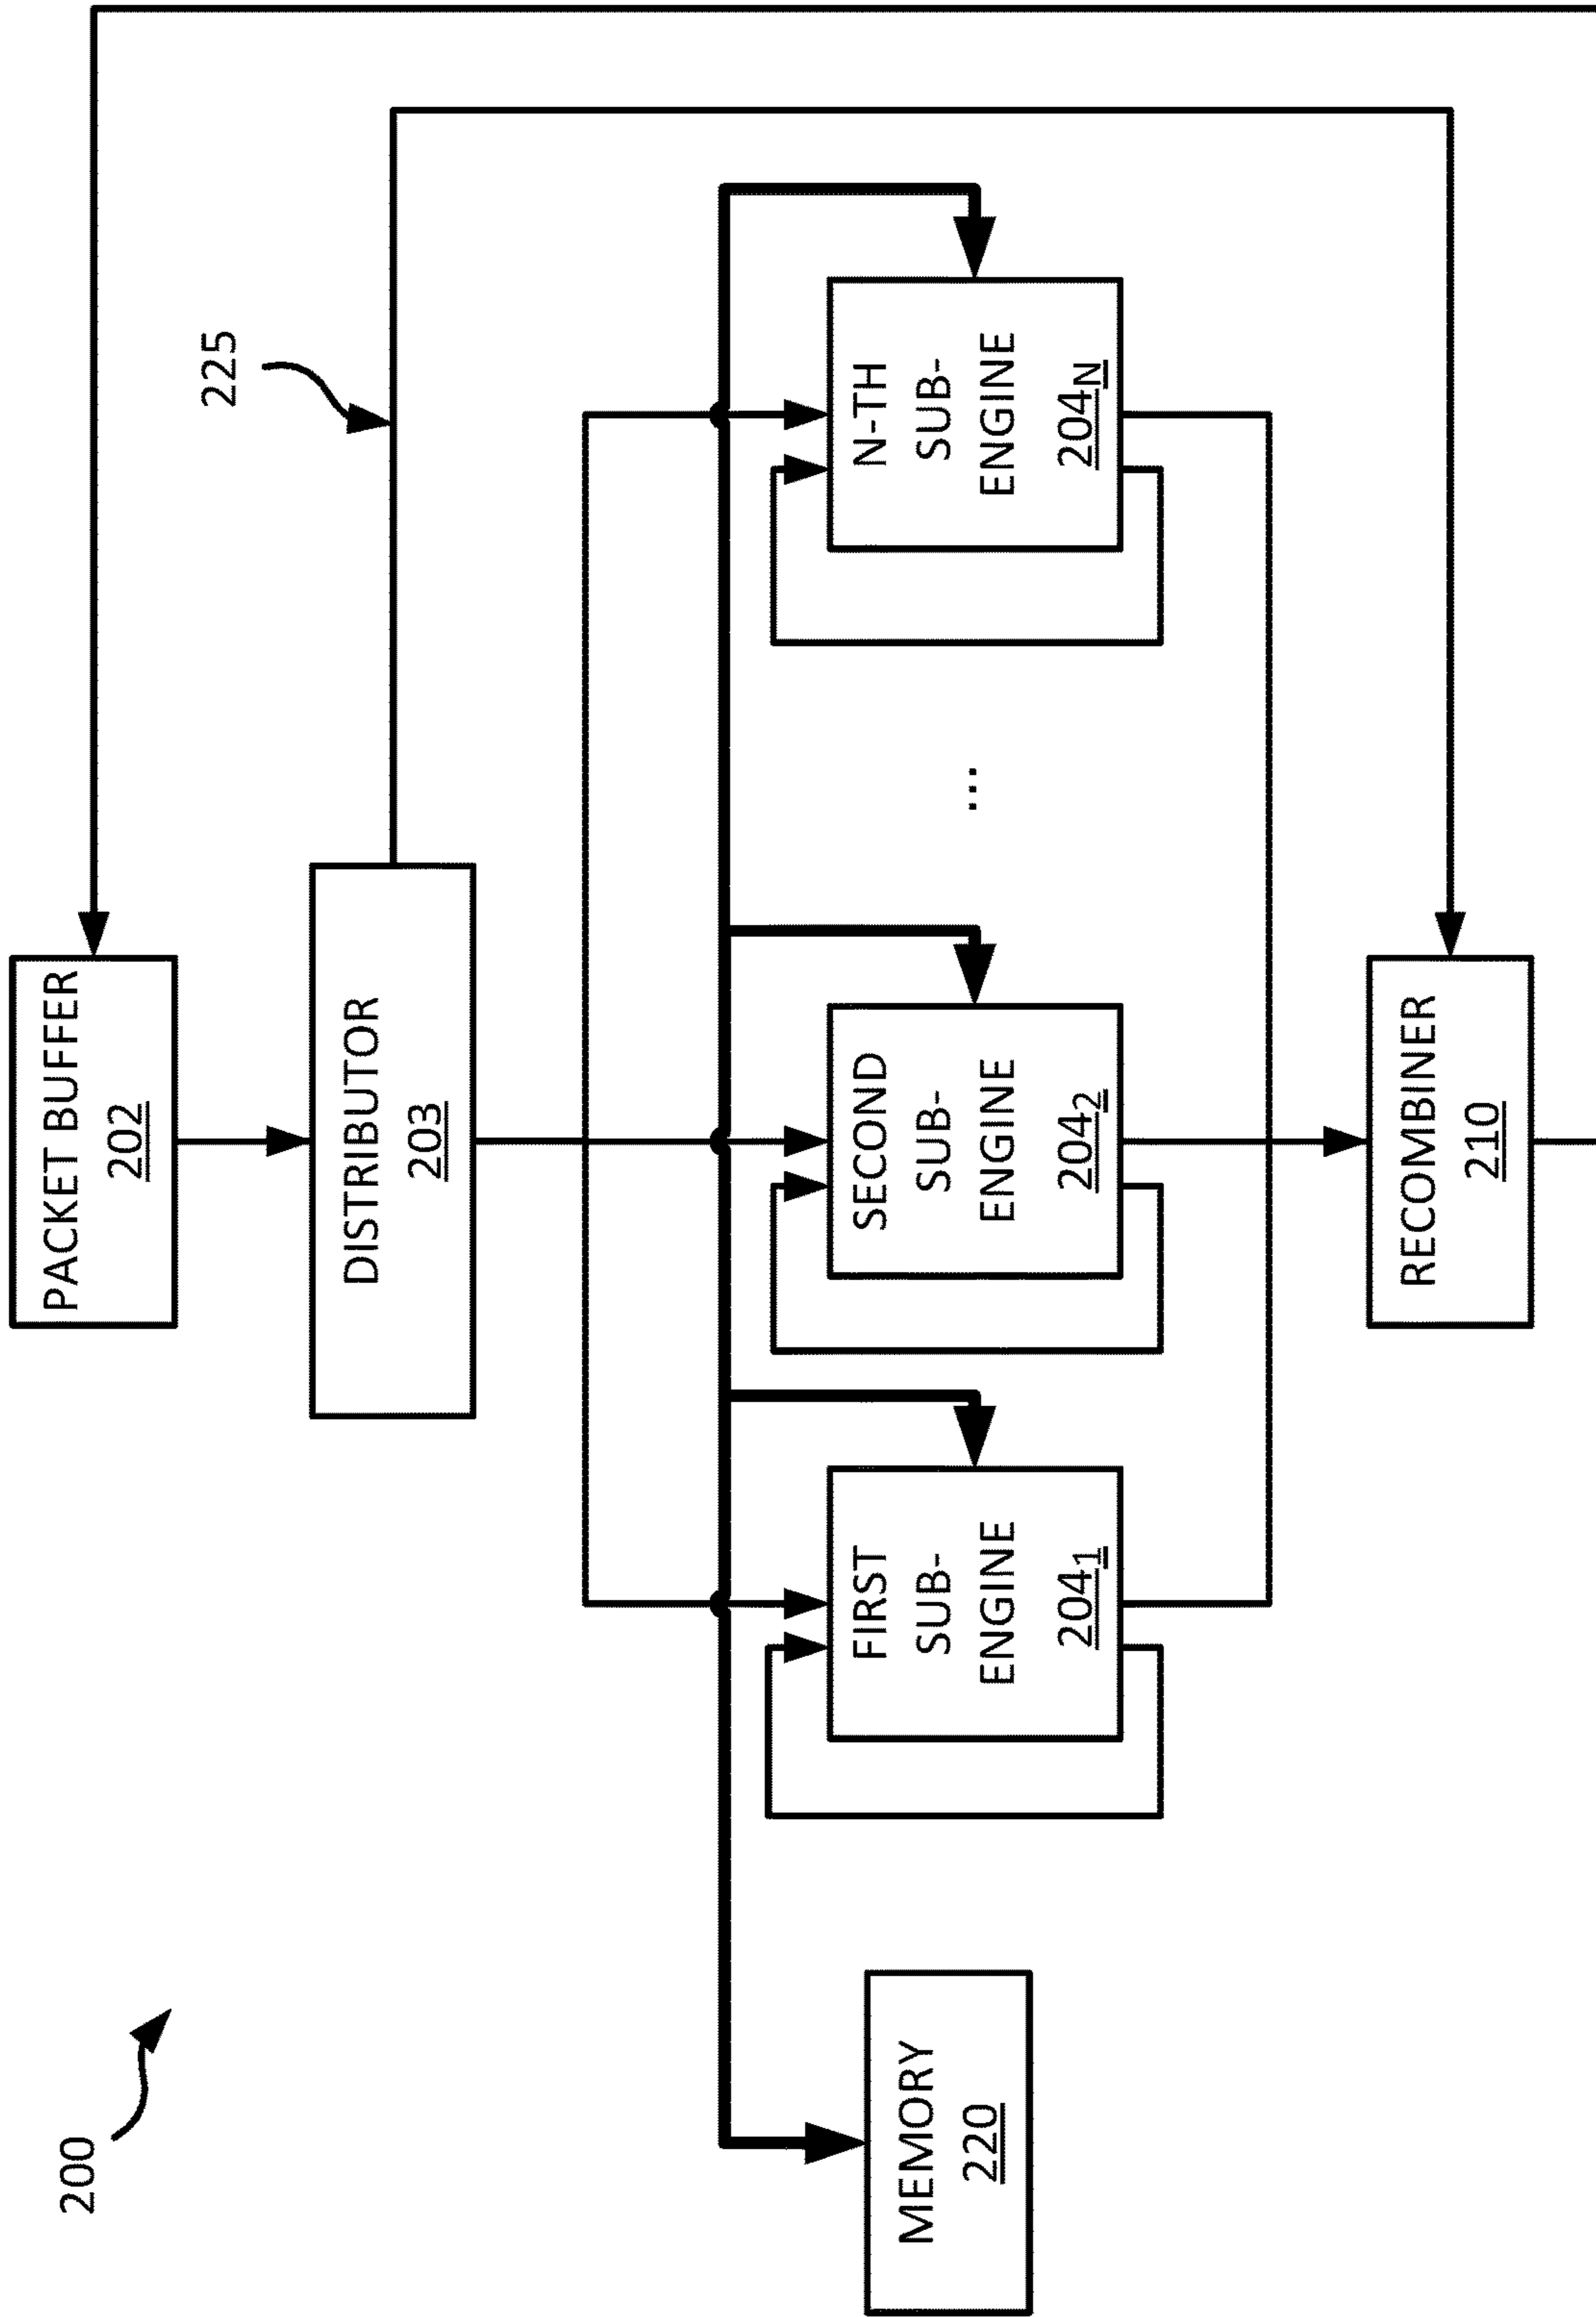 200
PACKET BUFFER
202
225
DISTRIBUTOR
203
MEMORY
220
FIRST
SUB-
ENGINE
204₁
SECOND
SUB-
ENGINE
204₂
...
N-TH
SUB-
ENGINE
204N
RECOMBINER
210